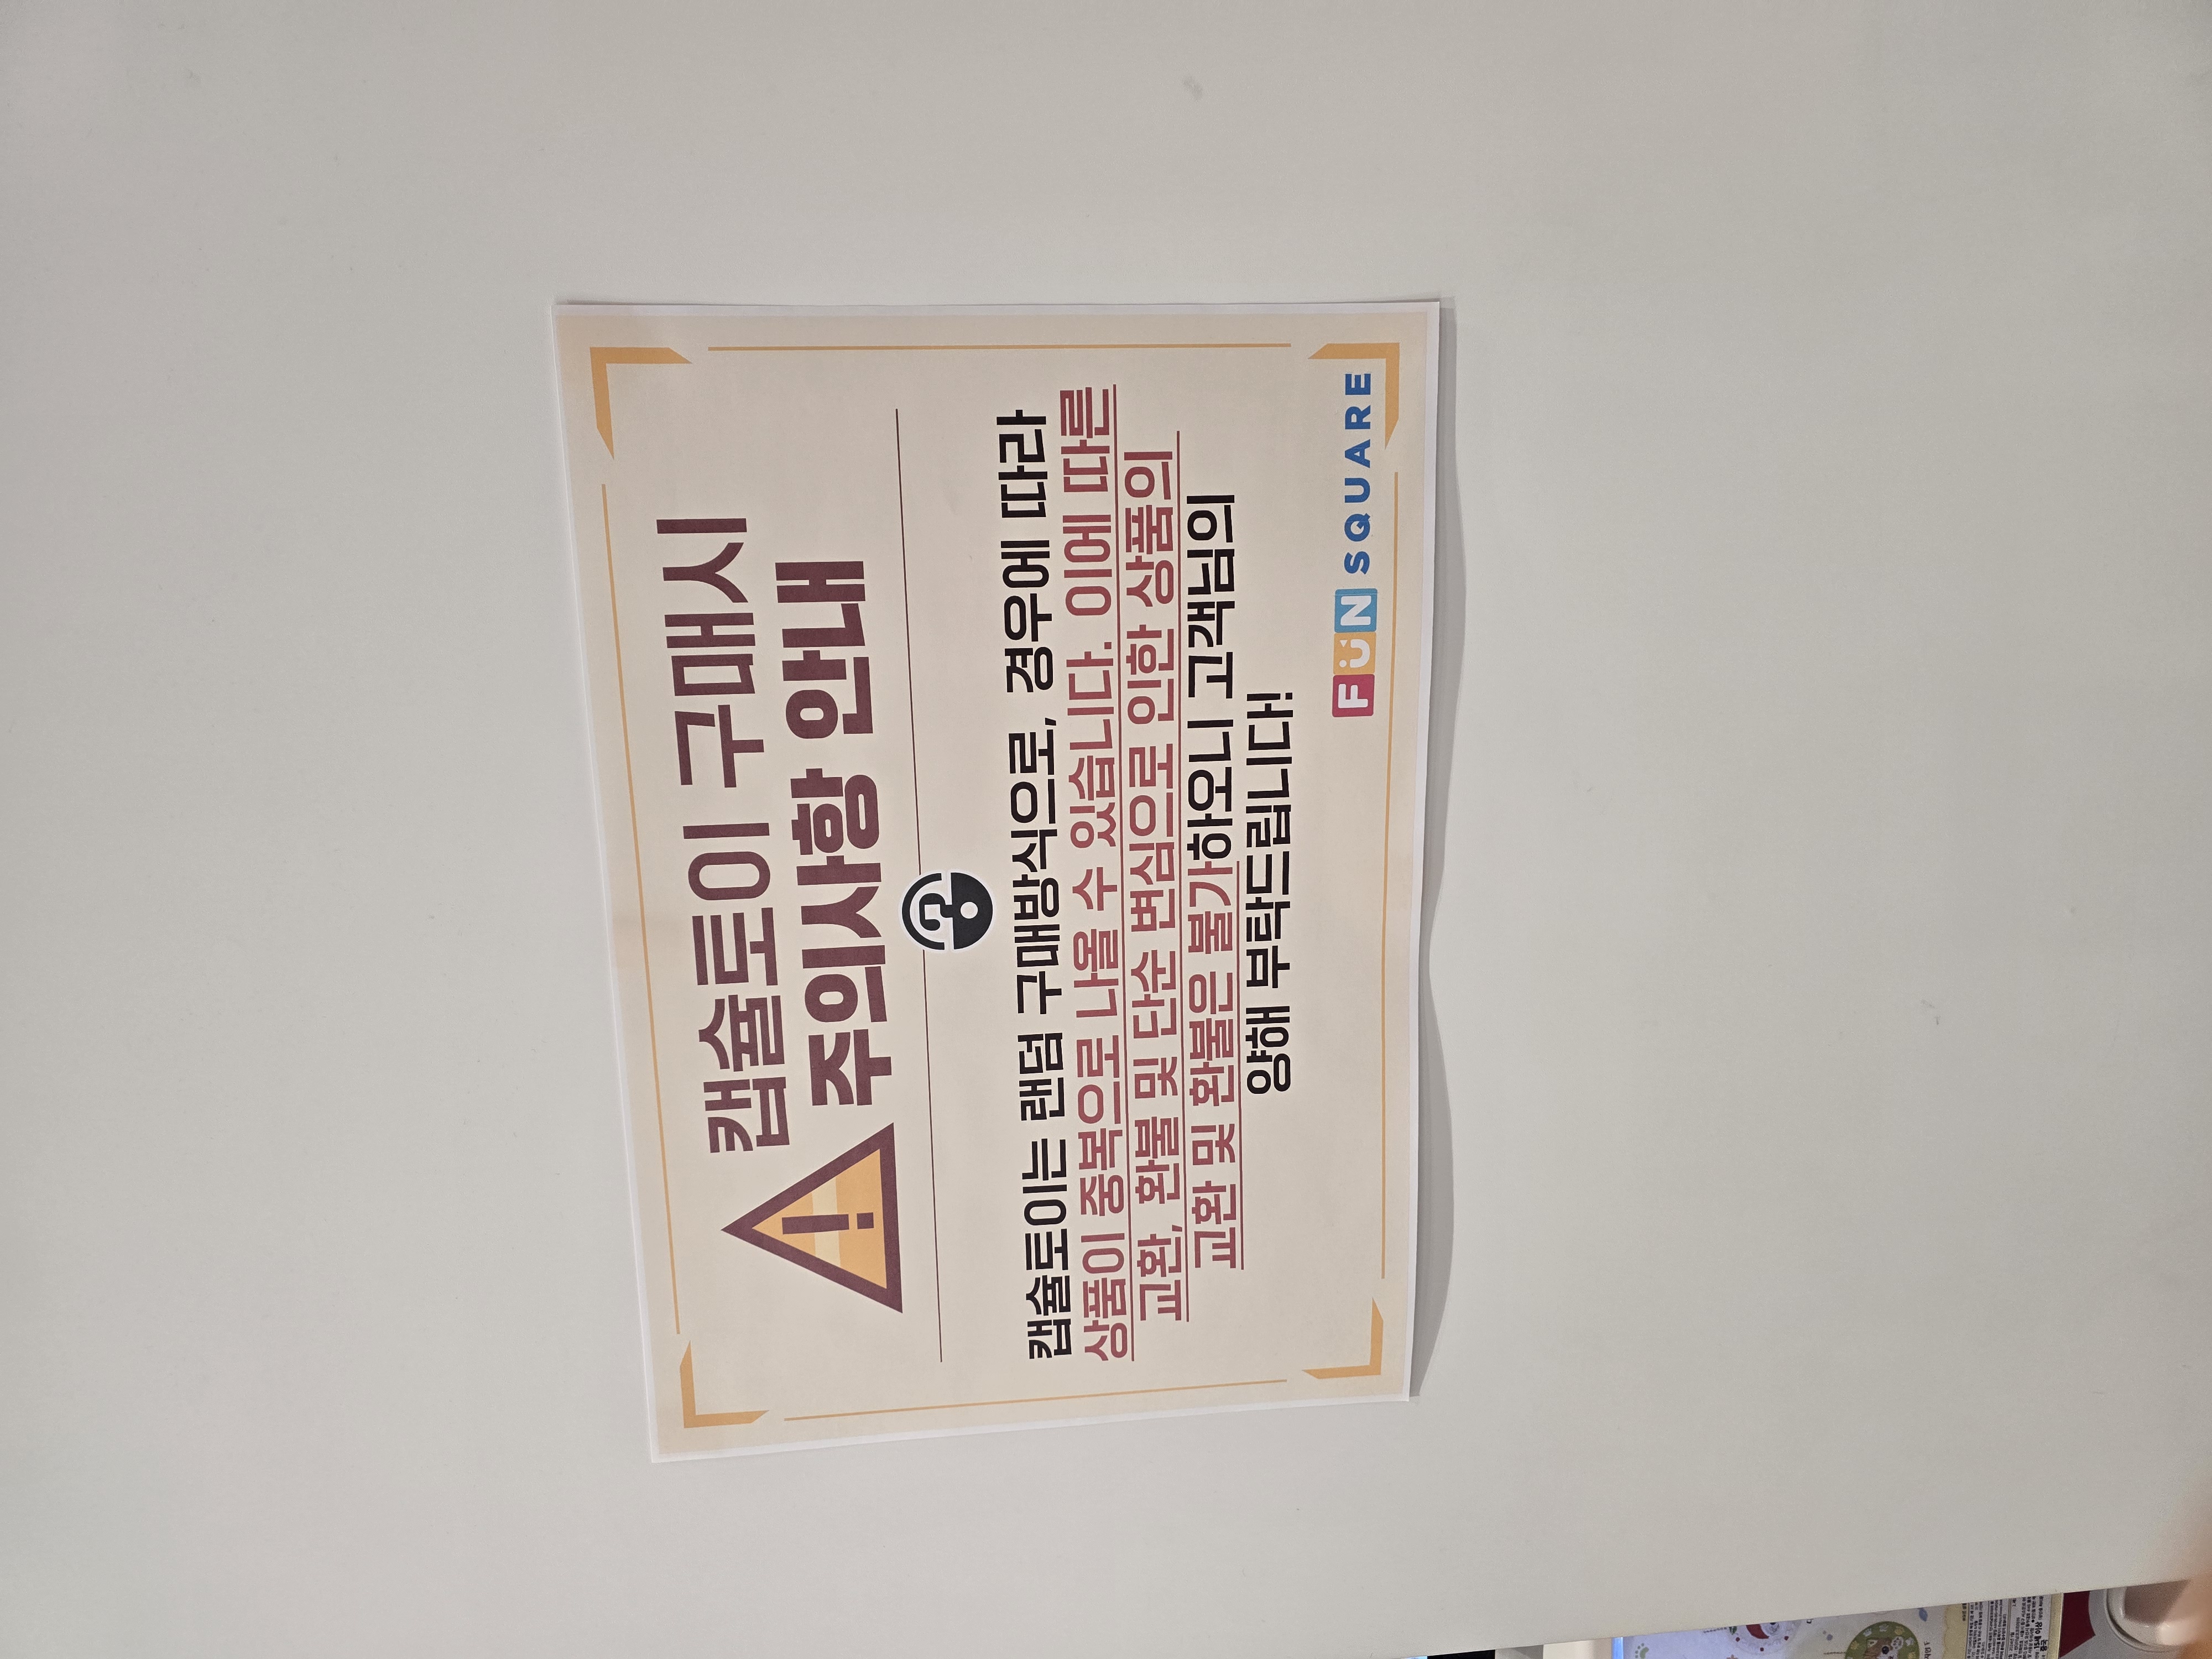 캡슐토이 구매시
주의사항 안내
캡슐토이는 랜덤 구매방식으로, 경우에 따라
상품이 중복으로 나올 수 있습니다. 이에 따른
교환, 환불 및 단순 변심으로 인한 상품의
교환 및 환불은 불가하오니 고객님의
양해 부탁드립니다!
FUN SQUARE